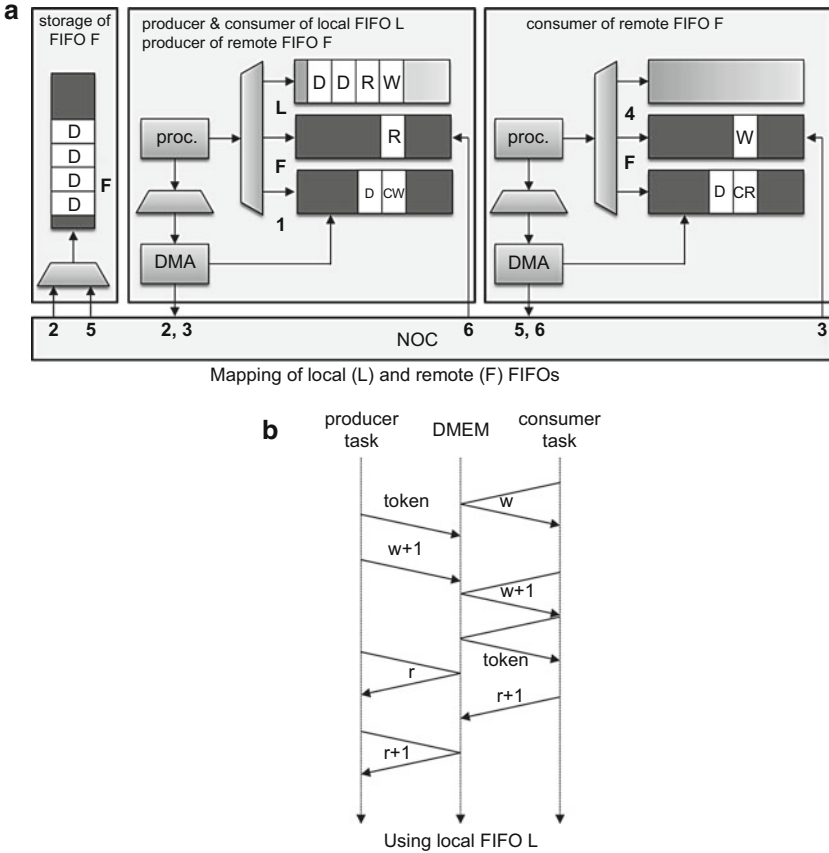 a
storage of
FIFO F
producer & consumer of local FIFO L
producer of remote FIFO F
consumer of remote FIFO F
D
D
D
D
F
proc.
DMA
L
F
1
D D R W
R
D CW
proc.
DMA
4
F
W
D CR
2 5 2, 3 6 5, 6 3
NOC
Mapping of local (L) and remote (F) FIFOs
b
producer
task
DMEM
consumer
task
w
token
w+1
w+1
token
r
r+1
r+1
Using local FIFO L